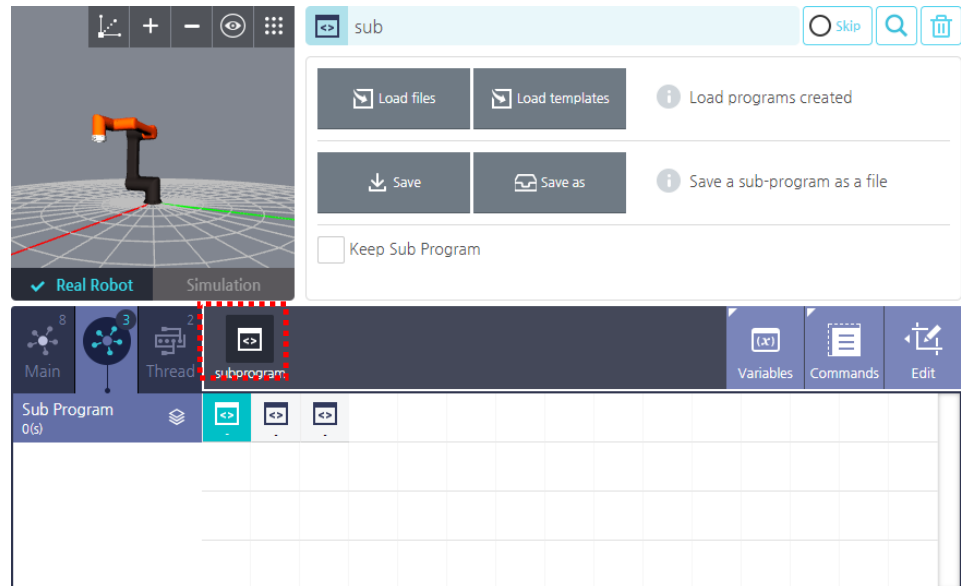 sub
Skip
Load files
Load templates
Load programs created
Save
Save as
Save a sub-program as a file
Keep Sub Program
Real Robot
Simulation
8
3
2
Main
Thread
subprogram
(x)
Variables
Commands
Edit
Sub Program
0(s)
-
-
-